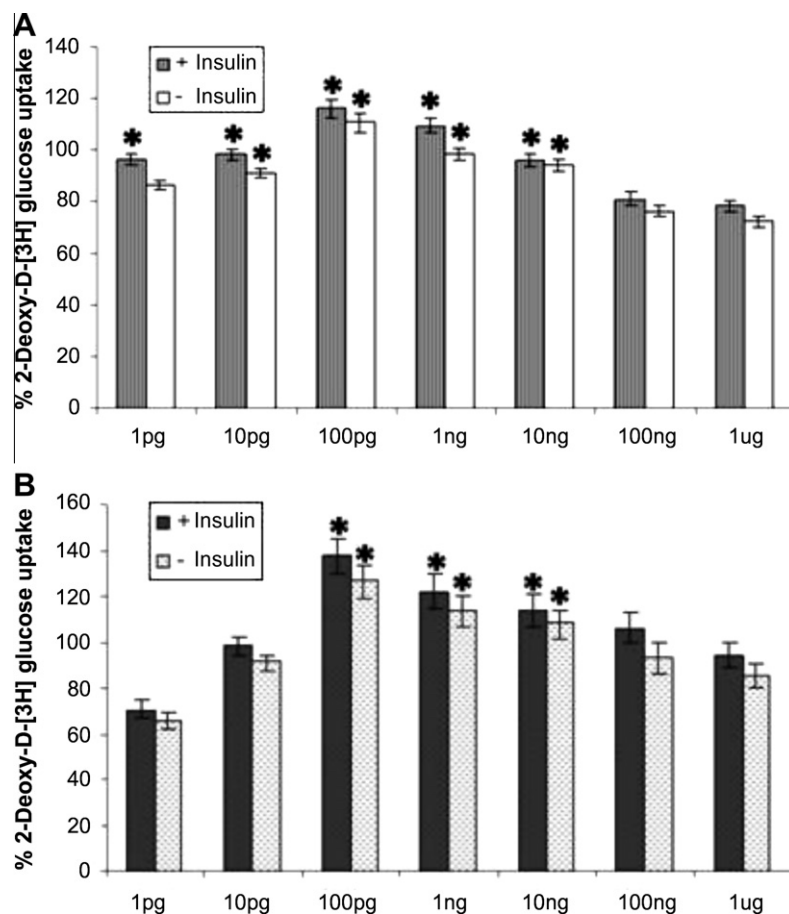 A
% 2-Deoxy-D-[3H] glucose uptake
140
120
100
80
60
40
20
0
+ Insulin
- Insulin
* * * * * * * * *
1pg 10pg 100pg 1ng 10ng 100ng 1ug
B
% 2-Deoxy-D-[3H] glucose uptake
160
140
120
100
80
60
40
20
0
+ Insulin
- Insulin
* * * * * *
1pg 10pg 100pg 1ng 10ng 100ng 1ug